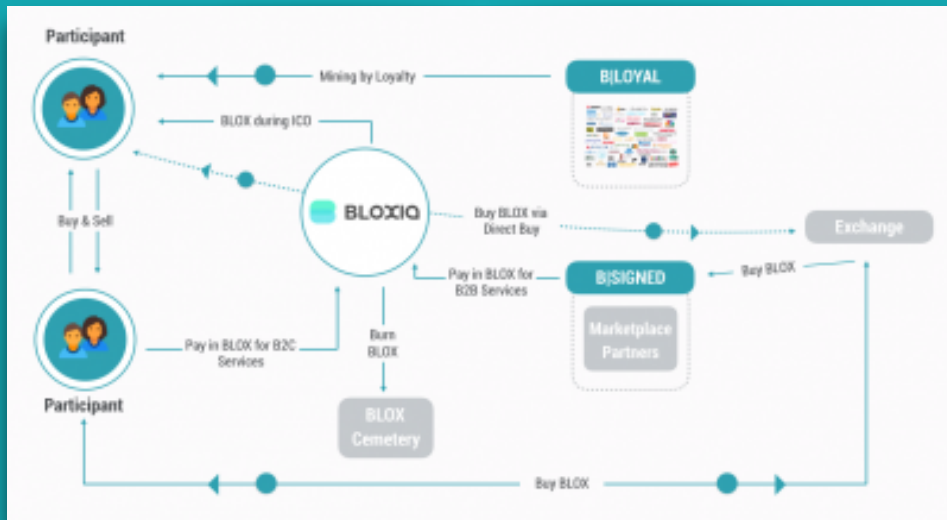 Participant
Mining by Loyalty
B|LOYAL
BLOX during ICO
BLOXIA
Buy & Sell
Buy BLOX via
Direct Buy
Exchange
Buy BLOX
Pay in BLOX for
B2B Services
B|SIGNED
Marketplace
Partners
Pay in BLOX for B2C
Services
Burn
BLOX
Participant
BLOX
Cemetery
Buy BLOX